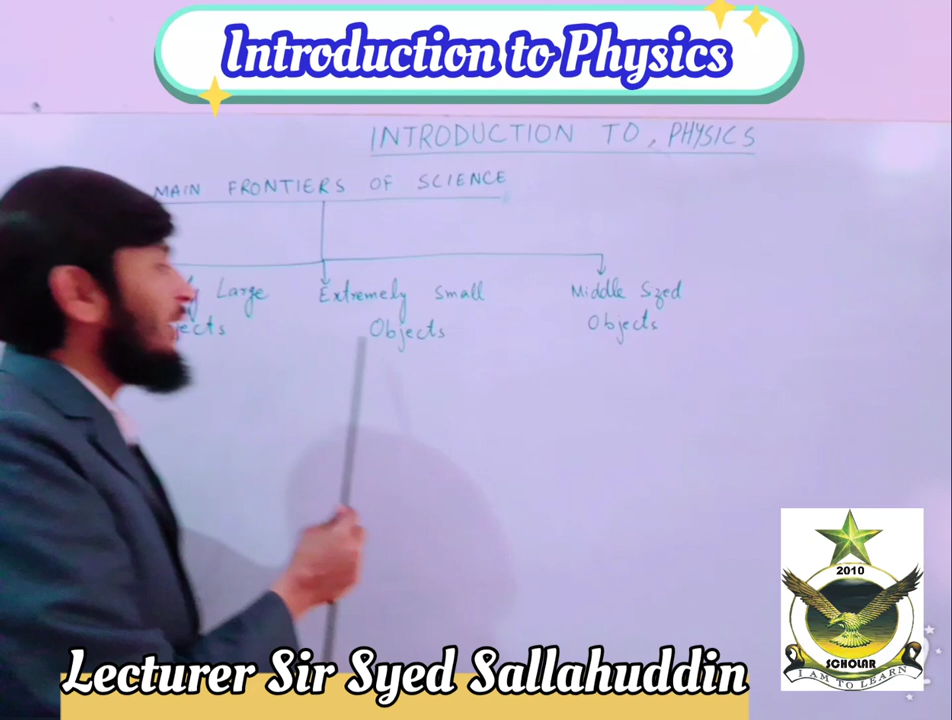 Introduction to Physics
INTRODUCTION TO, PHYSICS
MAIN FRONTIERS OF SCIENCE
Large
Extremely Small
Objects
Middle Sized
Objects
2010
SCHOLAR
I AM TO LEARN
Lecturer Sir Syed Sallahuddin